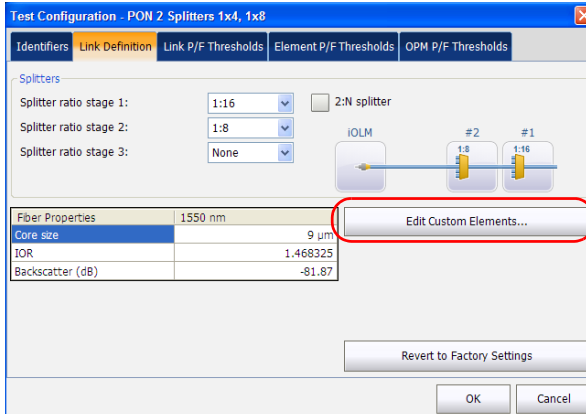 Test Configuration - PON 2 Splitters 1x4, 1x8
Identifiers Link Definition Link P/F Thresholds Element P/F Thresholds OPM P/F Thresholds
Splitters
Splitter ratio stage 1: 1:16 2:N splitter
Splitter ratio stage 2: 1:8
Splitter ratio stage 3: None
iOLM #2 #1
1:8 1:16
Fiber Properties 1550 nm
Core size 9 µm
IOR 1.468325
Backscatter (dB) -81.87
Edit Custom Elements...
Revert to Factory Settings
OK Cancel